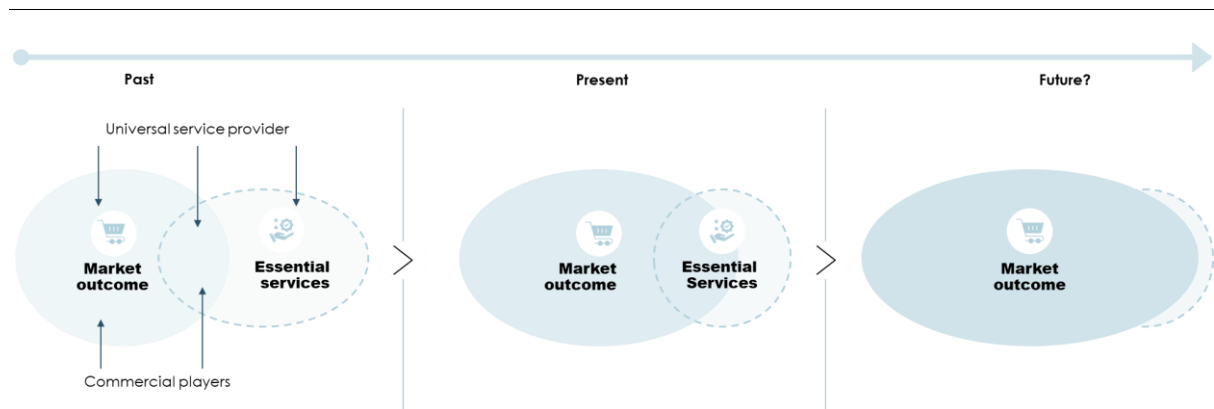 Past
Present
Future?
Universal service provider
Market
outcome
Essential
services
Market
outcome
Essential
Services
Market
outcome
Commercial players